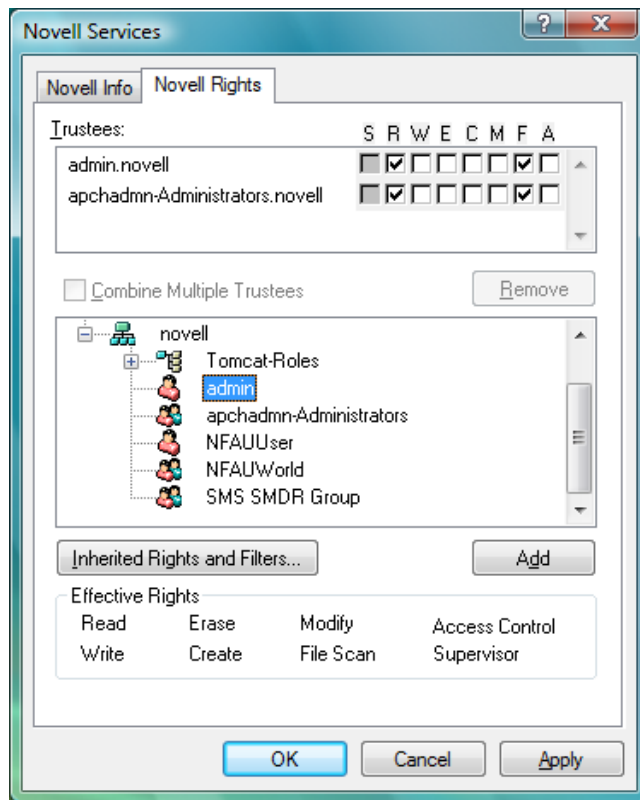 Novell Services
Novell Info Novell Rights
Trustees: S R W E C M F A
admin.novell
apchadmn-Administrators.novell
Combine Multiple Trustees Remove
novell
Tomcat-Roles
admin
apchadmn-Administrators
NFAUUser
NFAUWorld
SMS SMDR Group
Inherited Rights and Filters... Add
Effective Rights
Read Erase Modify Access Control
Write Create File Scan Supervisor
OK Cancel Apply